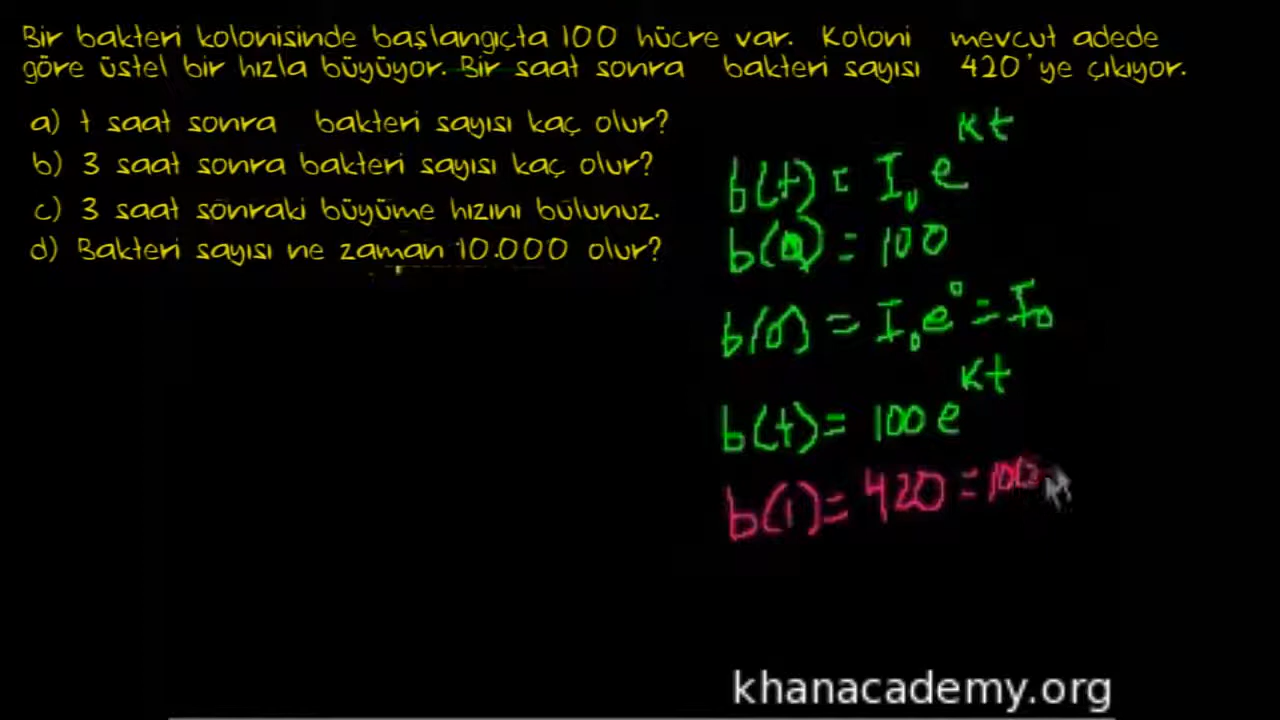 Bir bakteri kolonisinde başlangıçta 100 hücre var. Koloni mevcut adede
göre üstel bir hızla büyüyor. Bir saat sonra bakteri sayısı 420'ye çıkıyor.
a) t saat sonra bakteri sayısı kaç olur?
b) 3 saat sonra bakteri sayısı kaç olur?
c) 3 saat sonraki büyüme hızını bulunuz.
d) Bakteri sayısı ne zaman 10.000 olur?
b(t) = I₀ e^kt
b(0) = 100
b(0) = I₀e⁰ = I₀
b(t) = 100 e^kt
b(1) = 420 = 100
khanacademy.org